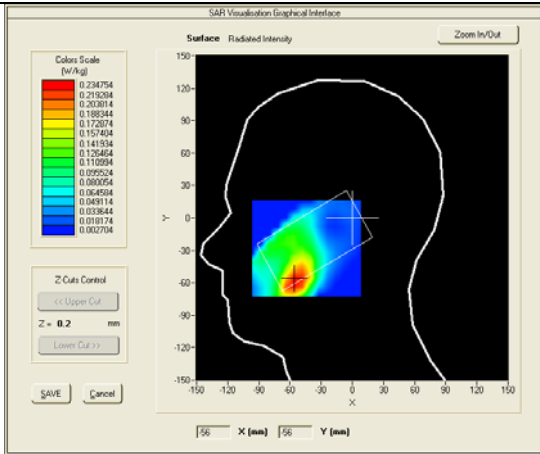 SAR Visualisation Graphical Interface
Surface Radiated Intensity
Zoom In/Out
Colors Scale
(W/kg)
0.234754
0.219284
0.203814
0.188344
0.172874
0.157404
0.141934
0.126464
0.110994
0.095524
0.080054
0.064584
0.049114
0.033644
0.018174
0.002704
Z-Cuts Control
<< Upper Cut
Z = 0.2 mm
Lower Cut >>
SAVE
Cancel
150
120
90
60
30
0
-30
-60
-90
-120
-150
Y
-150 -120 -90 -60 -30 0 30 60 90 120 150
X
-56 X (mm) -56 Y (mm)